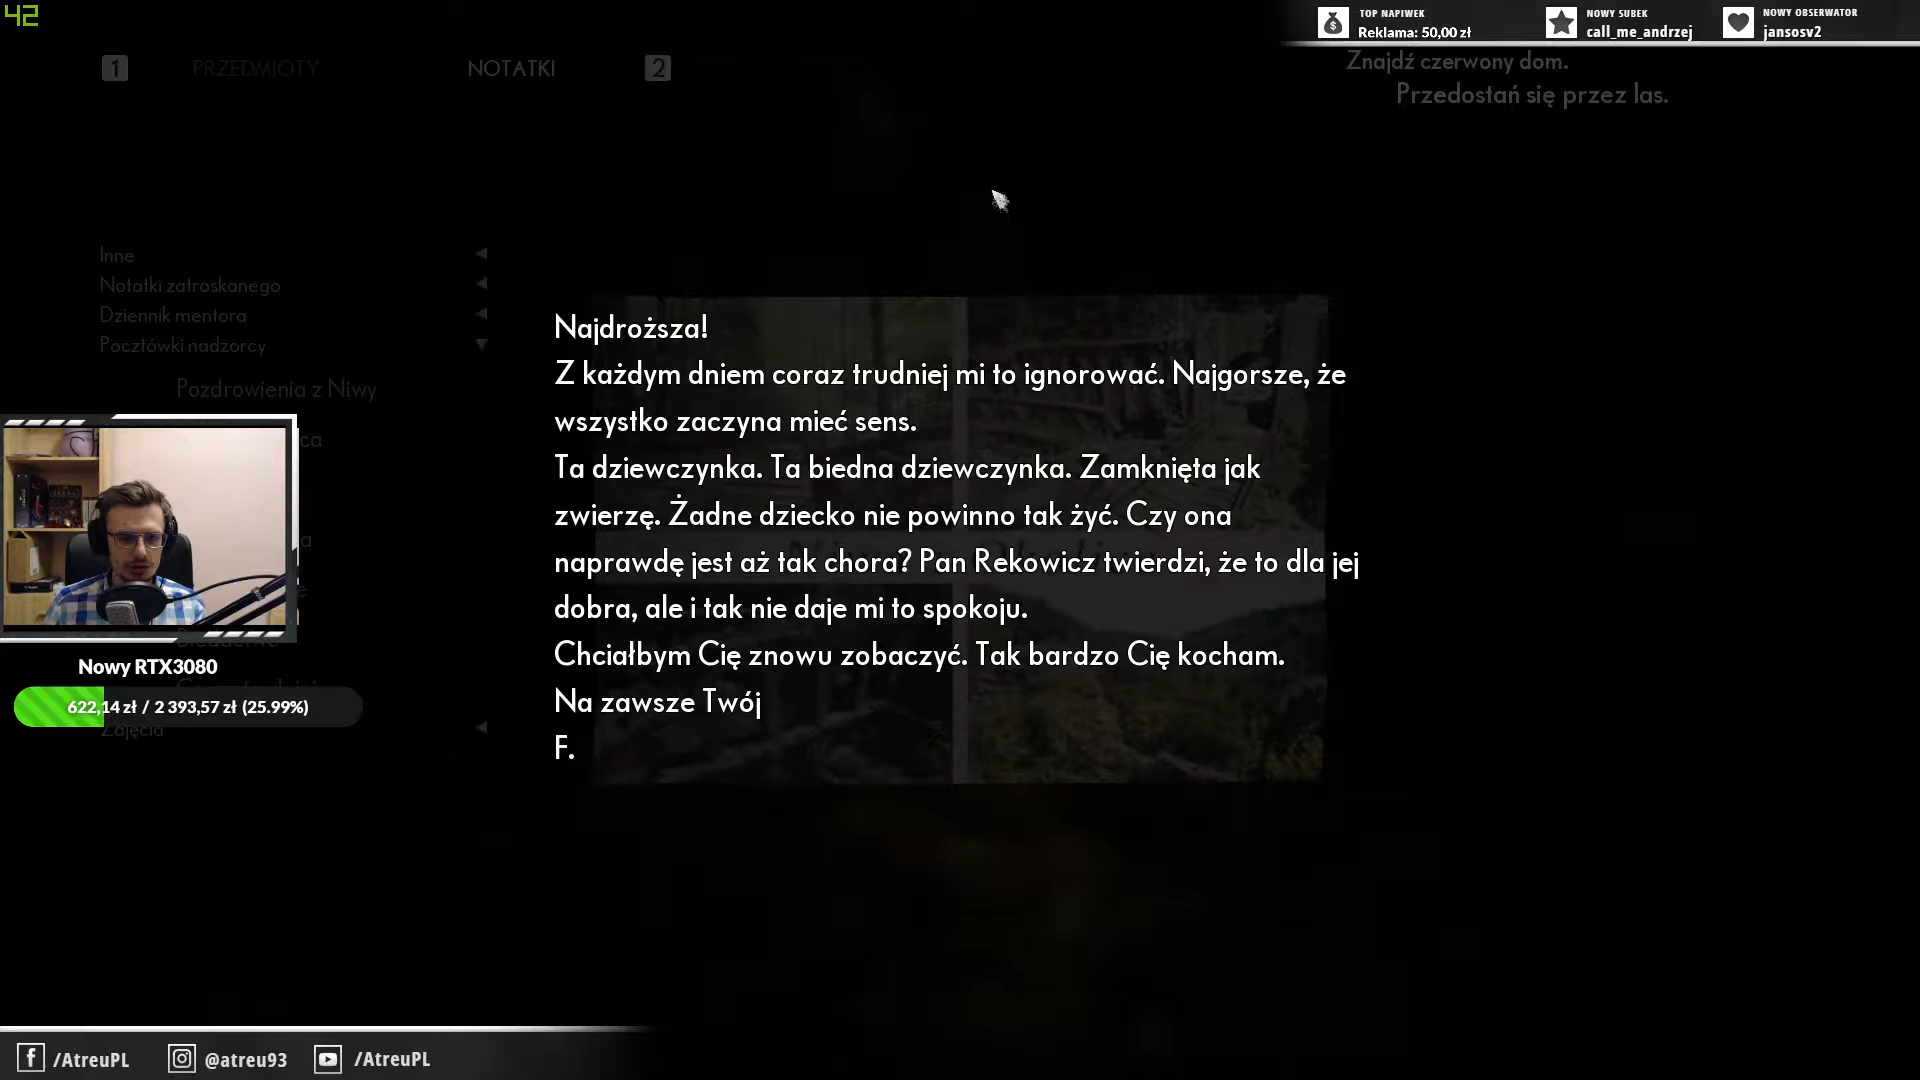 42
TOP NAPIWEK
Reklama: 50,00 zł
NOWY SUBEK
call_me_andrzej
NOWY OBSERWATOR
jansosv2
1
PRZEDMIOTY
NOTATKI
2
Znajdź czerwony dom.
Przedostań się przez las.
Inne
Notatki zatroskanego
Dziennik mentora
Pocztówki nadzorcy
Pozdrowienia z Niwy
Najdroższa!
Z każdym dniem coraz trudniej mi to ignorować. Najgorsze, że
wszystko zaczyna mieć sens.
Ta dziewczynka. Ta biedna dziewczynka. Zamknięta jak
zwierzę. Żadne dziecko nie powinno tak żyć. Czy ona
naprawdę jest aż tak chora? Pan Rekowicz twierdzi, że to dla jej
dobra, ale i tak nie daje mi to spokoju.
Chciałbym Cię znowu zobaczyć. Tak bardzo Cię kocham.
Na zawsze Twój
F.
Nowy RTX3080
622,14 zł / 2 393,57 zł (25.99%)
Zdjęcia
/AtreuPL
@atreu93
/AtreuPL